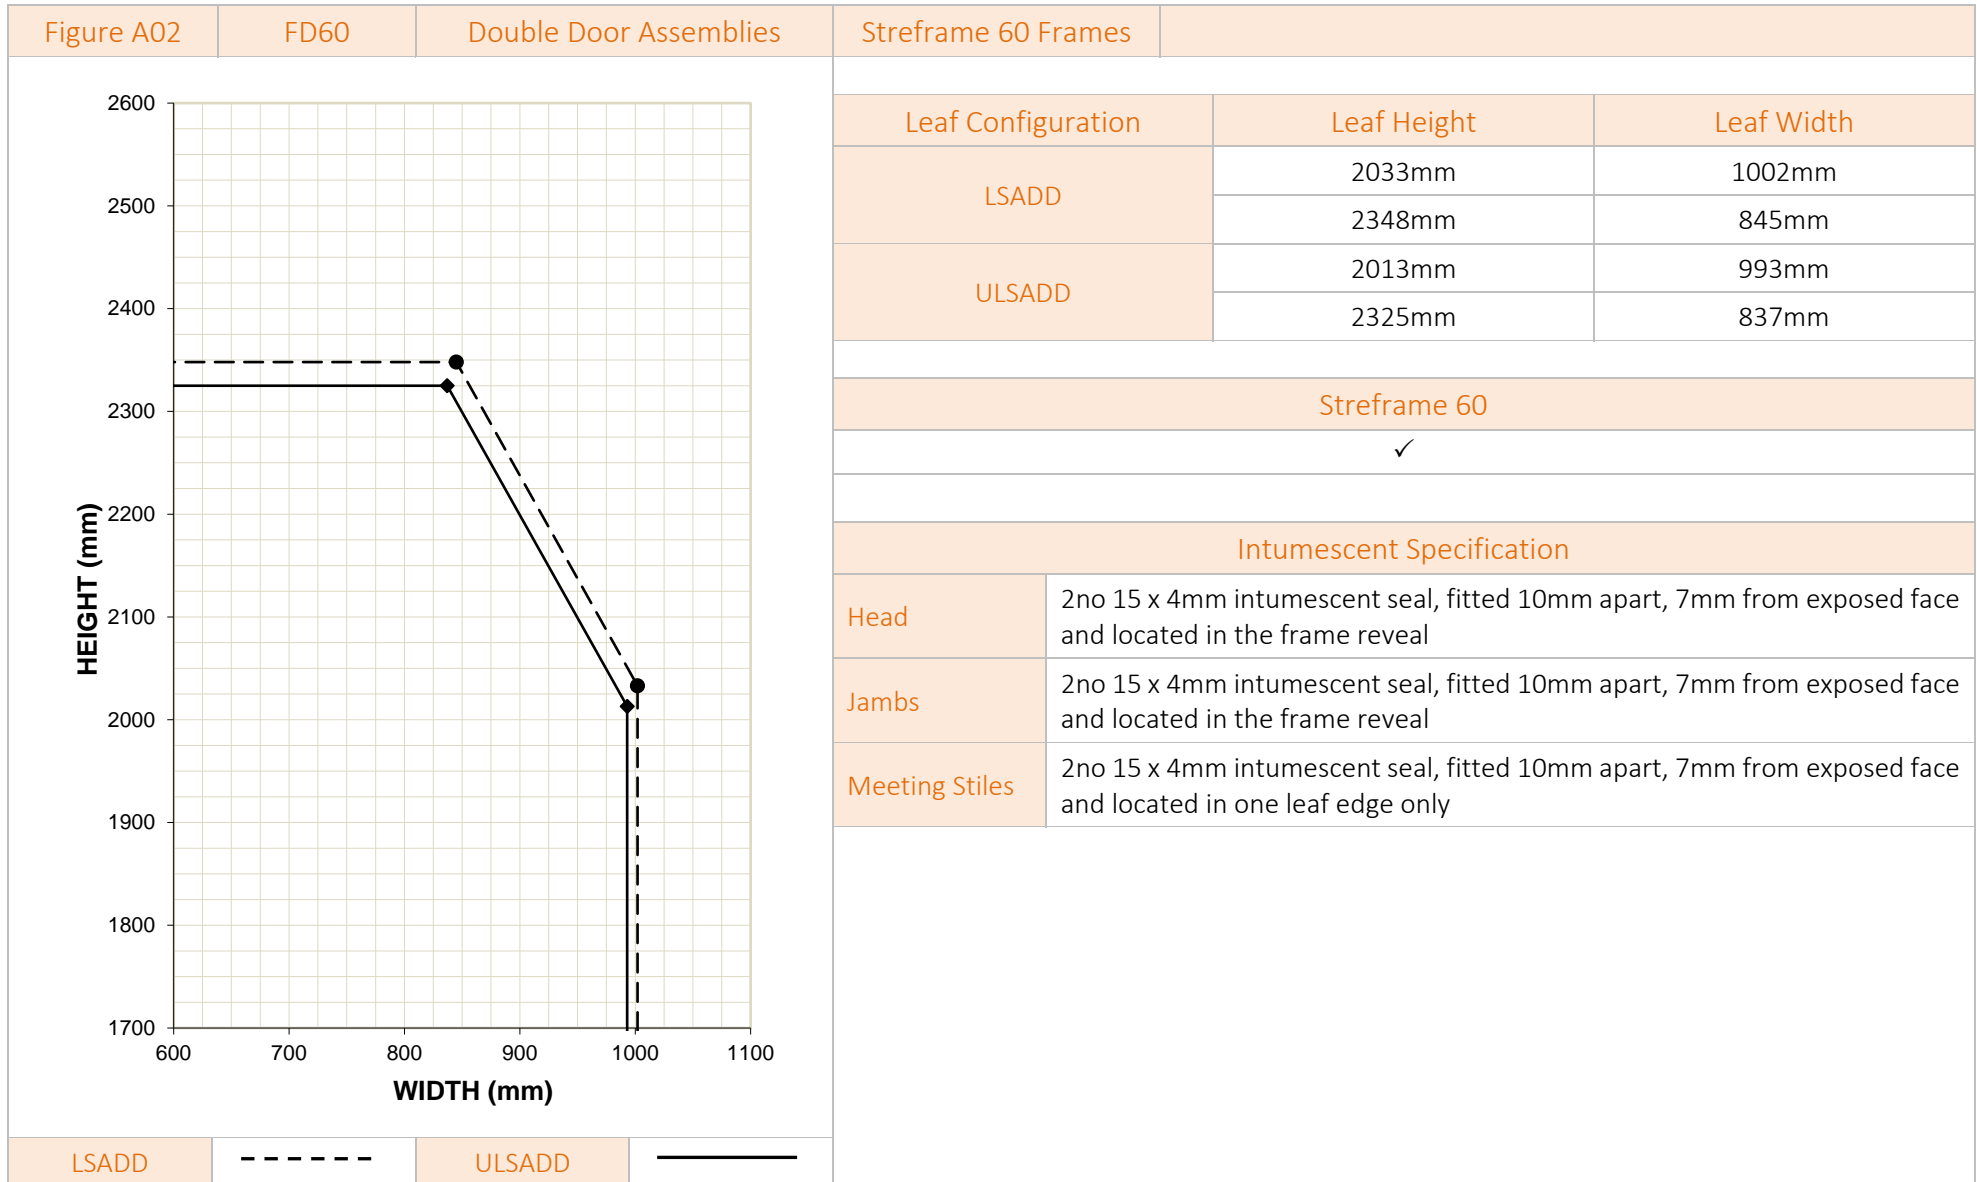 Figure A02 FD60 Double Door Assemblies Streframe 60 Frames
2600
2500
2400
2300
2200
2100
2000
1900
1800
1700
HEIGHT (mm)
600 700 800 900 1000 1100
WIDTH (mm)
LSADD ULSADD
Leaf Configuration Leaf Height Leaf Width
LSADD
2033mm 1002mm
2348mm 845mm
ULSADD
2013mm 993mm
2325mm 837mm
Streframe 60
✓
Intumescent Specification
Head
2no 15 x 4mm intumescent seal, fitted 10mm apart, 7mm from exposed face
and located in the frame reveal
Jambs
2no 15 x 4mm intumescent seal, fitted 10mm apart, 7mm from exposed face
and located in the frame reveal
Meeting Stiles
2no 15 x 4mm intumescent seal, fitted 10mm apart, 7mm from exposed face
and located in one leaf edge only